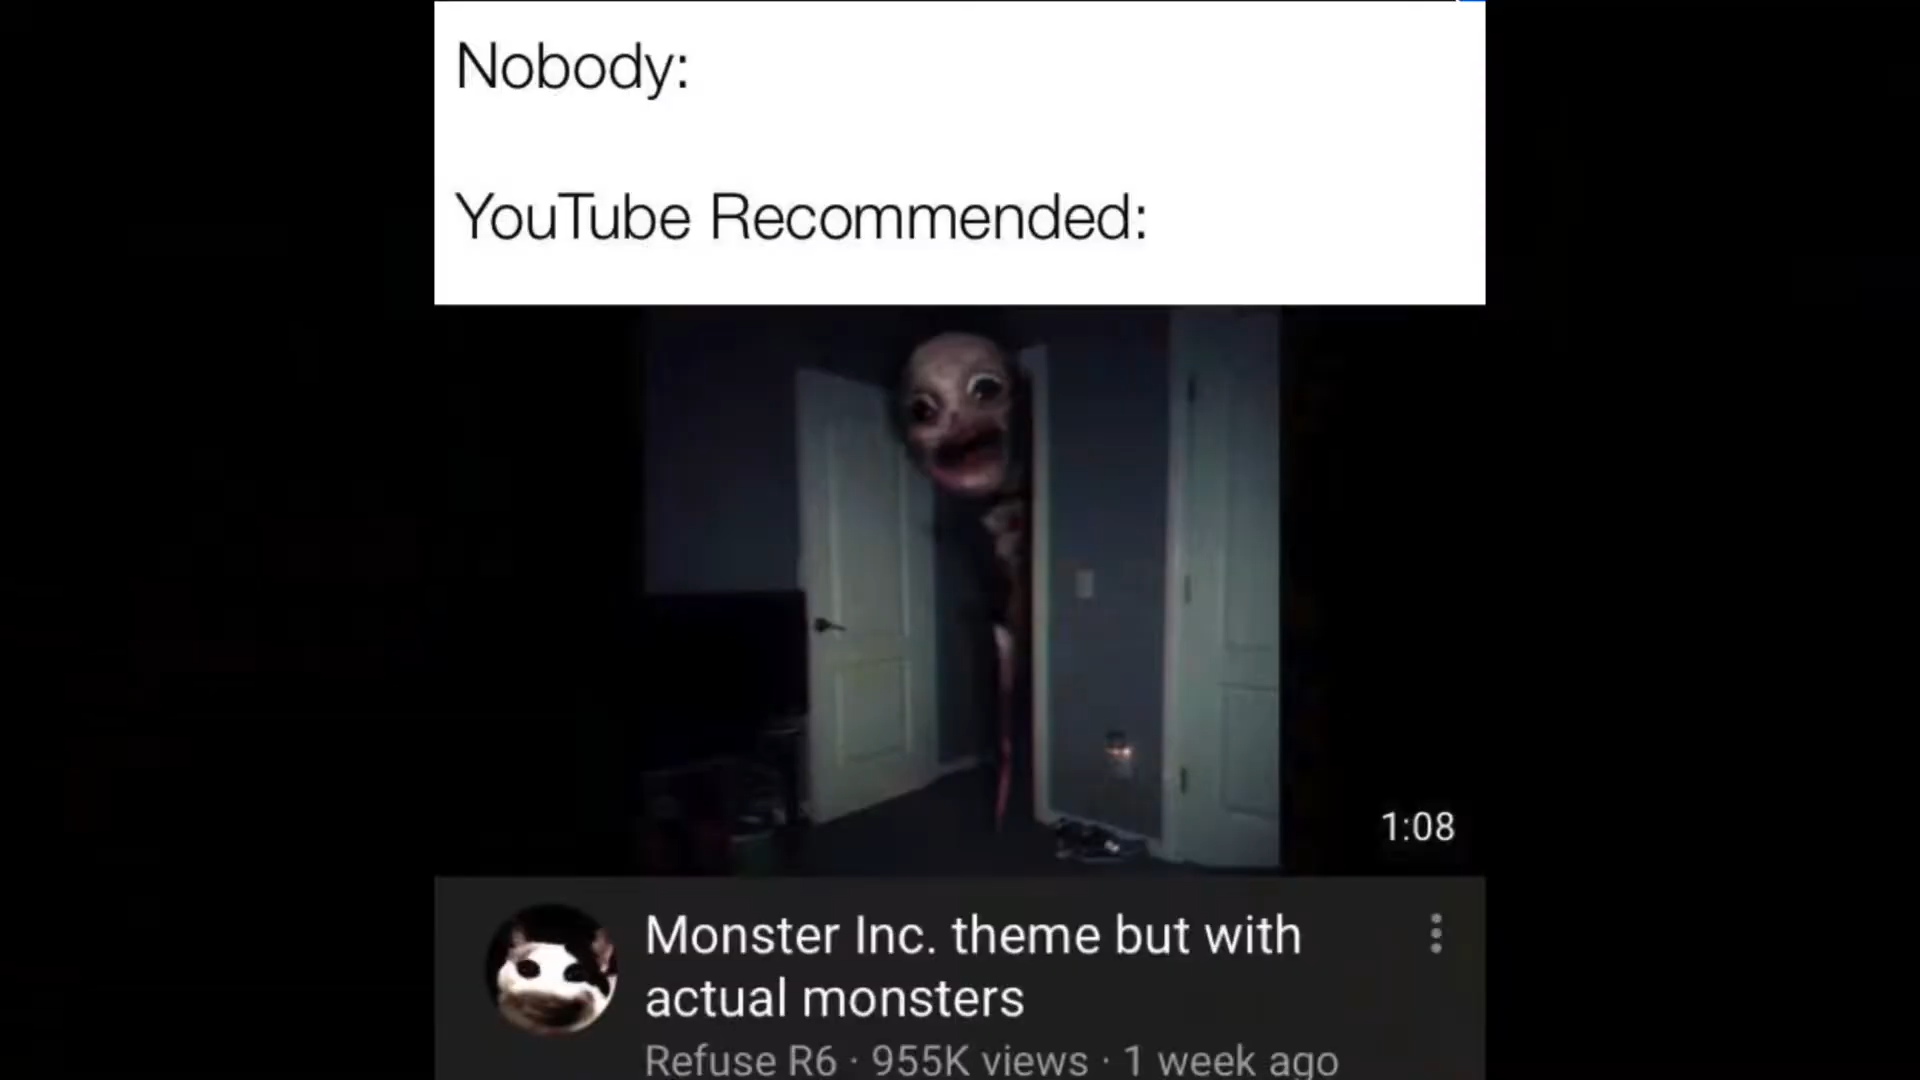 Nobody:
YouTube Recommended:
1:08
Monster Inc. theme but with
actual monsters
Refuse R6 · 955K views · 1 week ago